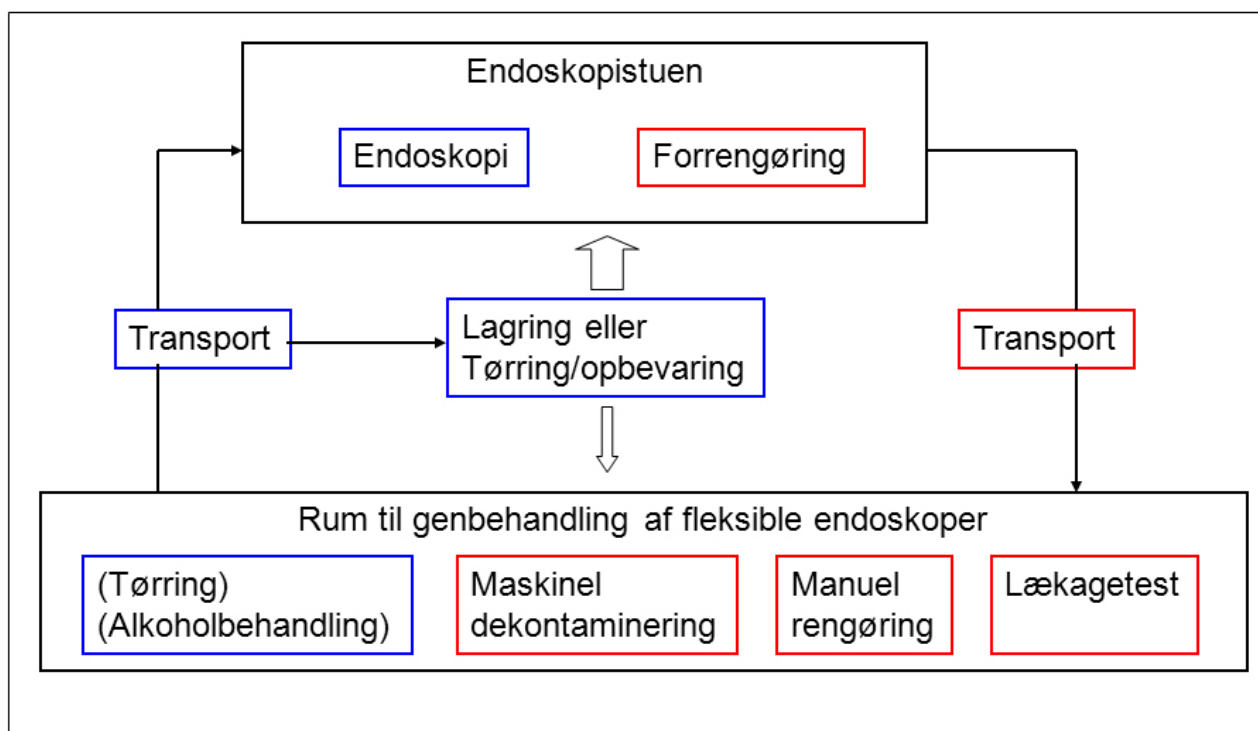 Endoskopistuen
Endoskopi
Forrengøring
Transport
Lagring eller
Tørring/opbevaring
Transport
Rum til genbehandling af fleksible endoskoper
(Tørring)
(Alkoholbehandling)
Maskinel
dekontaminering
Manuel
rengøring
Lækagetest